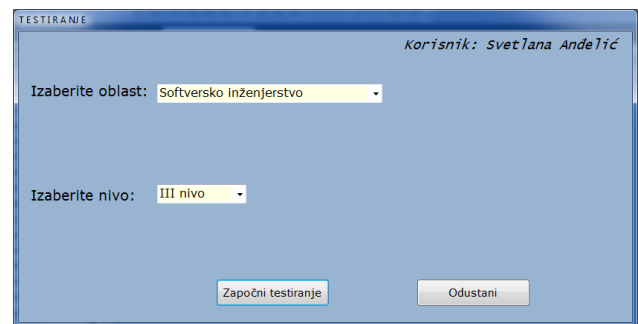 TESTIRANJE
Korisnik: Svetlana Anđelić
Izaberite oblast: Softversko inženjerstvo
Izaberite nivo: III nivo
Započni testiranje Odustani